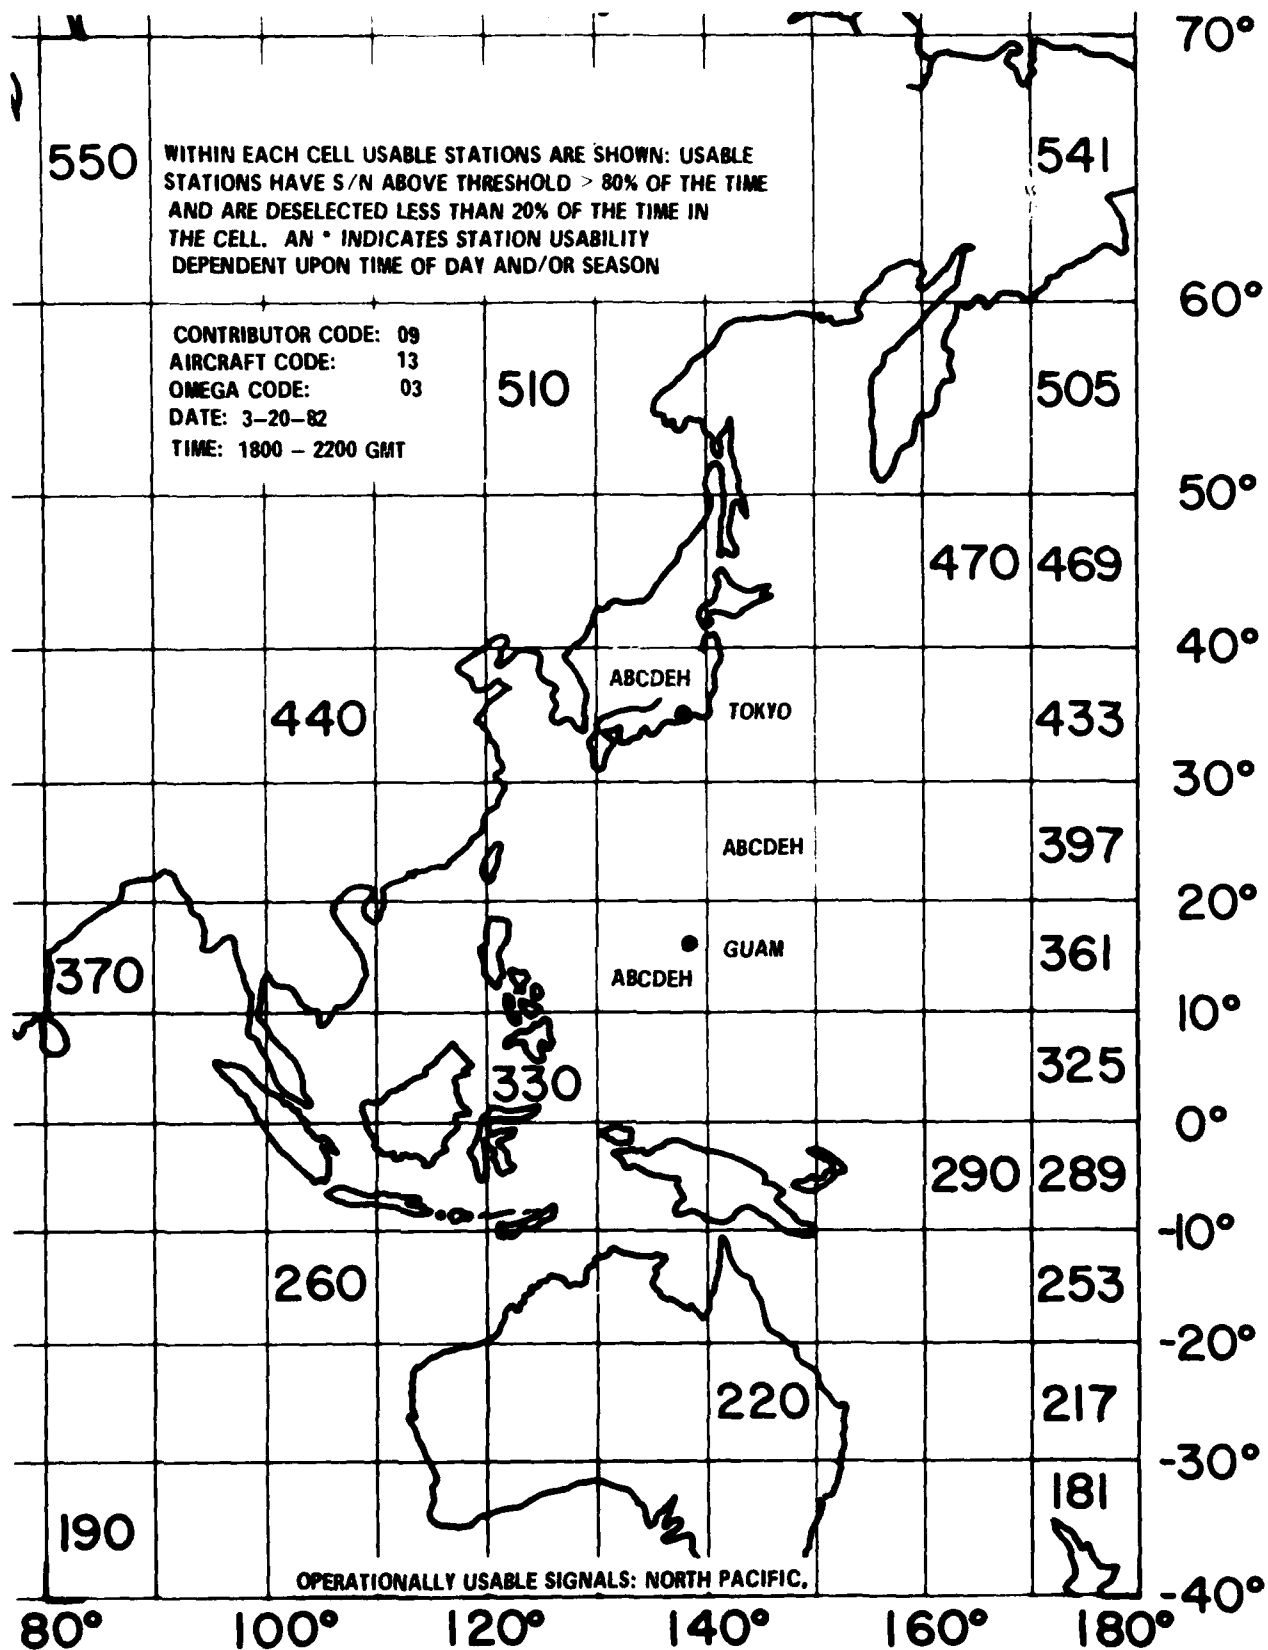 70°
550
WITHIN EACH CELL USABLE STATIONS ARE SHOWN: USABLE
STATIONS HAVE S/N ABOVE THRESHOLD > 80% OF THE TIME
AND ARE DESELECTED LESS THAN 20% OF THE TIME IN
THE CELL. AN * INDICATES STATION USABILITY
DEPENDENT UPON TIME OF DAY AND/OR SEASON
541
60°
CONTRIBUTOR CODE: 09
AIRCRAFT CODE: 13
OMEGA CODE: 03
DATE: 3-20-82
TIME: 1800 - 2200 GMT
510
505
50°
470 469
40°
ABCDEH
440
TOKYO
433
30°
ABCDEH
397
20°
GUAM
361
370
ABCDEH
10°
325
330
0°
290 289
-10°
260
253
-20°
220
217
-30°
181
190
OPERATIONALLY USABLE SIGNALS: NORTH PACIFIC,
-40°
80° 100° 120° 140° 160° 180°